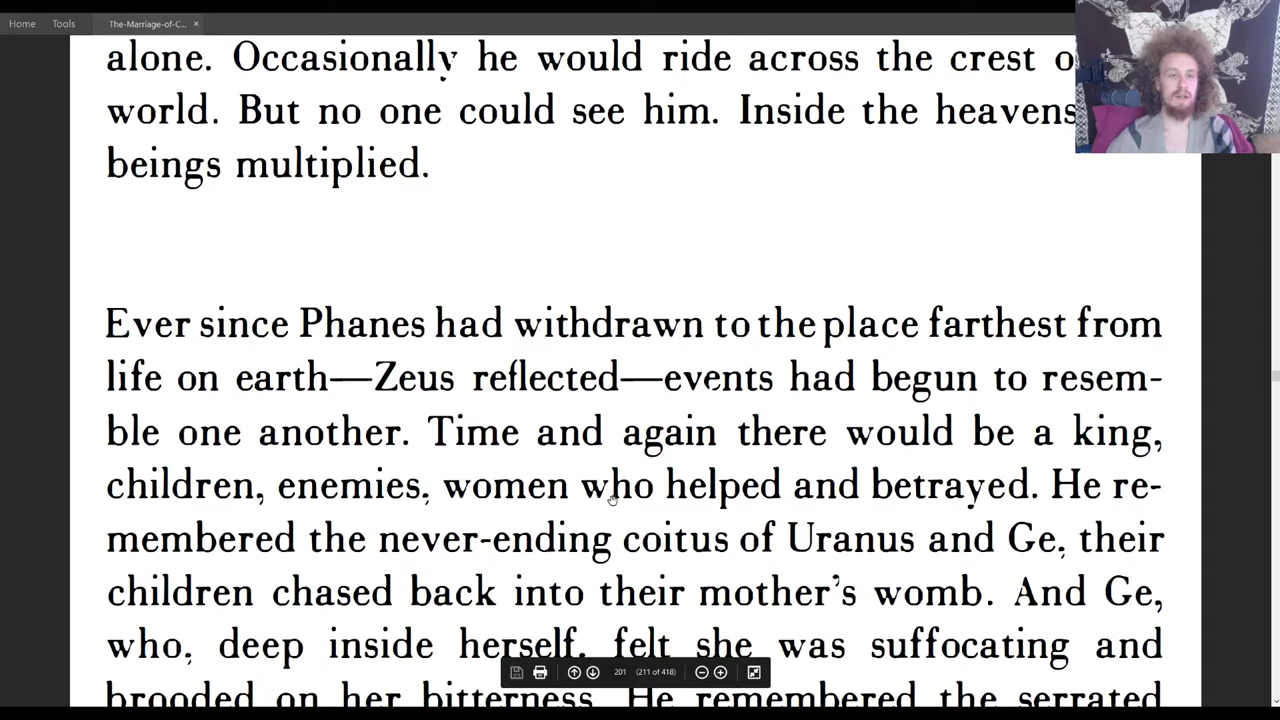 Home Tools The-Marriage-of-C... ×
alone. Occasionally he would ride across the crest
world. But no one could see him. Inside the heavens
beings multiplied.
Ever since Phanes had withdrawn to the place farthest from
life on earth—Zeus reflected—events had begun to resem-
ble one another. Time and again there would be a king,
children, enemies, women who helped and betrayed. He re-
membered the never-ending coitus of Uranus and Ge, their
children chased back into their mother's womb. And Ge,
who, deep inside herself, felt she was suffocating and
brooded on her bitterness. He remembered the serrated
201 (211 of 418)